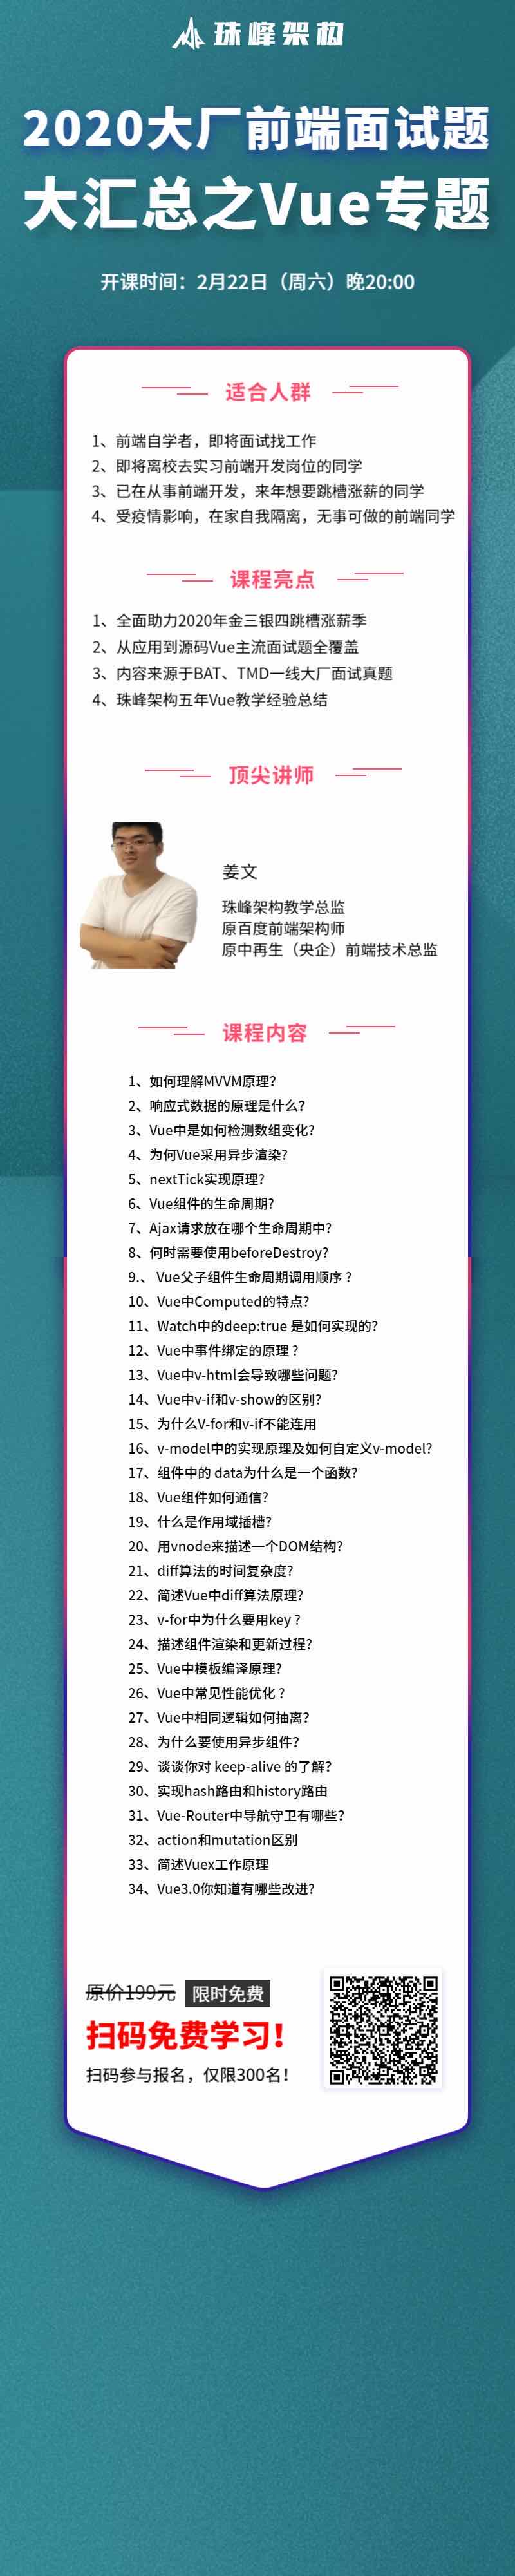 珠峰架构
2020大厂前端面试题
大汇总之Vue专题
开课时间：2月22日（周六）晚20:00
适合人群
1、前端自学者，即将面试找工作
2、即将离校去实习前端开发岗位的同学
3、已在从事前端开发，来年想要跳槽涨薪的同学
4、受疫情影响，在家自我隔离，无事可做的前端同学
课程亮点
1、全面助力2020年金三银四跳槽涨薪季
2、从应用到源码Vue主流面试题全覆盖
3、内容来源于BAT、TMD一线大厂面试真题
4、珠峰架构五年Vue教学经验总结
顶尖讲师
姜文
珠峰架构教学总监
原百度前端架构师
原中再生（央企）前端技术总监
课程内容
1、如何理解MVVM原理?
2、响应式数据的原理是什么?
3、Vue中是如何检测数组变化?
4、为何Vue采用异步渲染?
5、nextTick实现原理?
6、Vue组件的生命周期?
7、Ajax请求放在哪个生命周期中?
8、何时需要使用beforeDestroy?
9.、 Vue父子组件生命周期调用顺序 ?
10、Vue中Computed的特点?
11、Watch中的deep:true 是如何实现的?
12、Vue中事件绑定的原理 ?
13、Vue中v-html会导致哪些问题?
14、Vue中v-if和v-show的区别?
15、为什么V-for和v-if不能连用
16、v-model中的实现原理及如何自定义v-model?
17、组件中的 data为什么是一个函数?
18、Vue组件如何通信?
19、什么是作用域插槽?
20、用vnode来描述一个DOM结构?
21、diff算法的时间复杂度?
22、简述Vue中diff算法原理?
23、v-for中为什么要用key ?
24、描述组件渲染和更新过程?
25、Vue中模板编译原理?
26、Vue中常见性能优化 ?
27、Vue中相同逻辑如何抽离?
28、为什么要使用异步组件?
29、谈谈你对 keep-alive 的了解?
30、实现hash路由和history路由
31、Vue-Router中导航守卫有哪些?
32、action和mutation区别
33、简述Vuex工作原理
34、Vue3.0你知道有哪些改进?
原价199元 限时免费
扫码免费学习！
扫码参与报名，仅限300名！